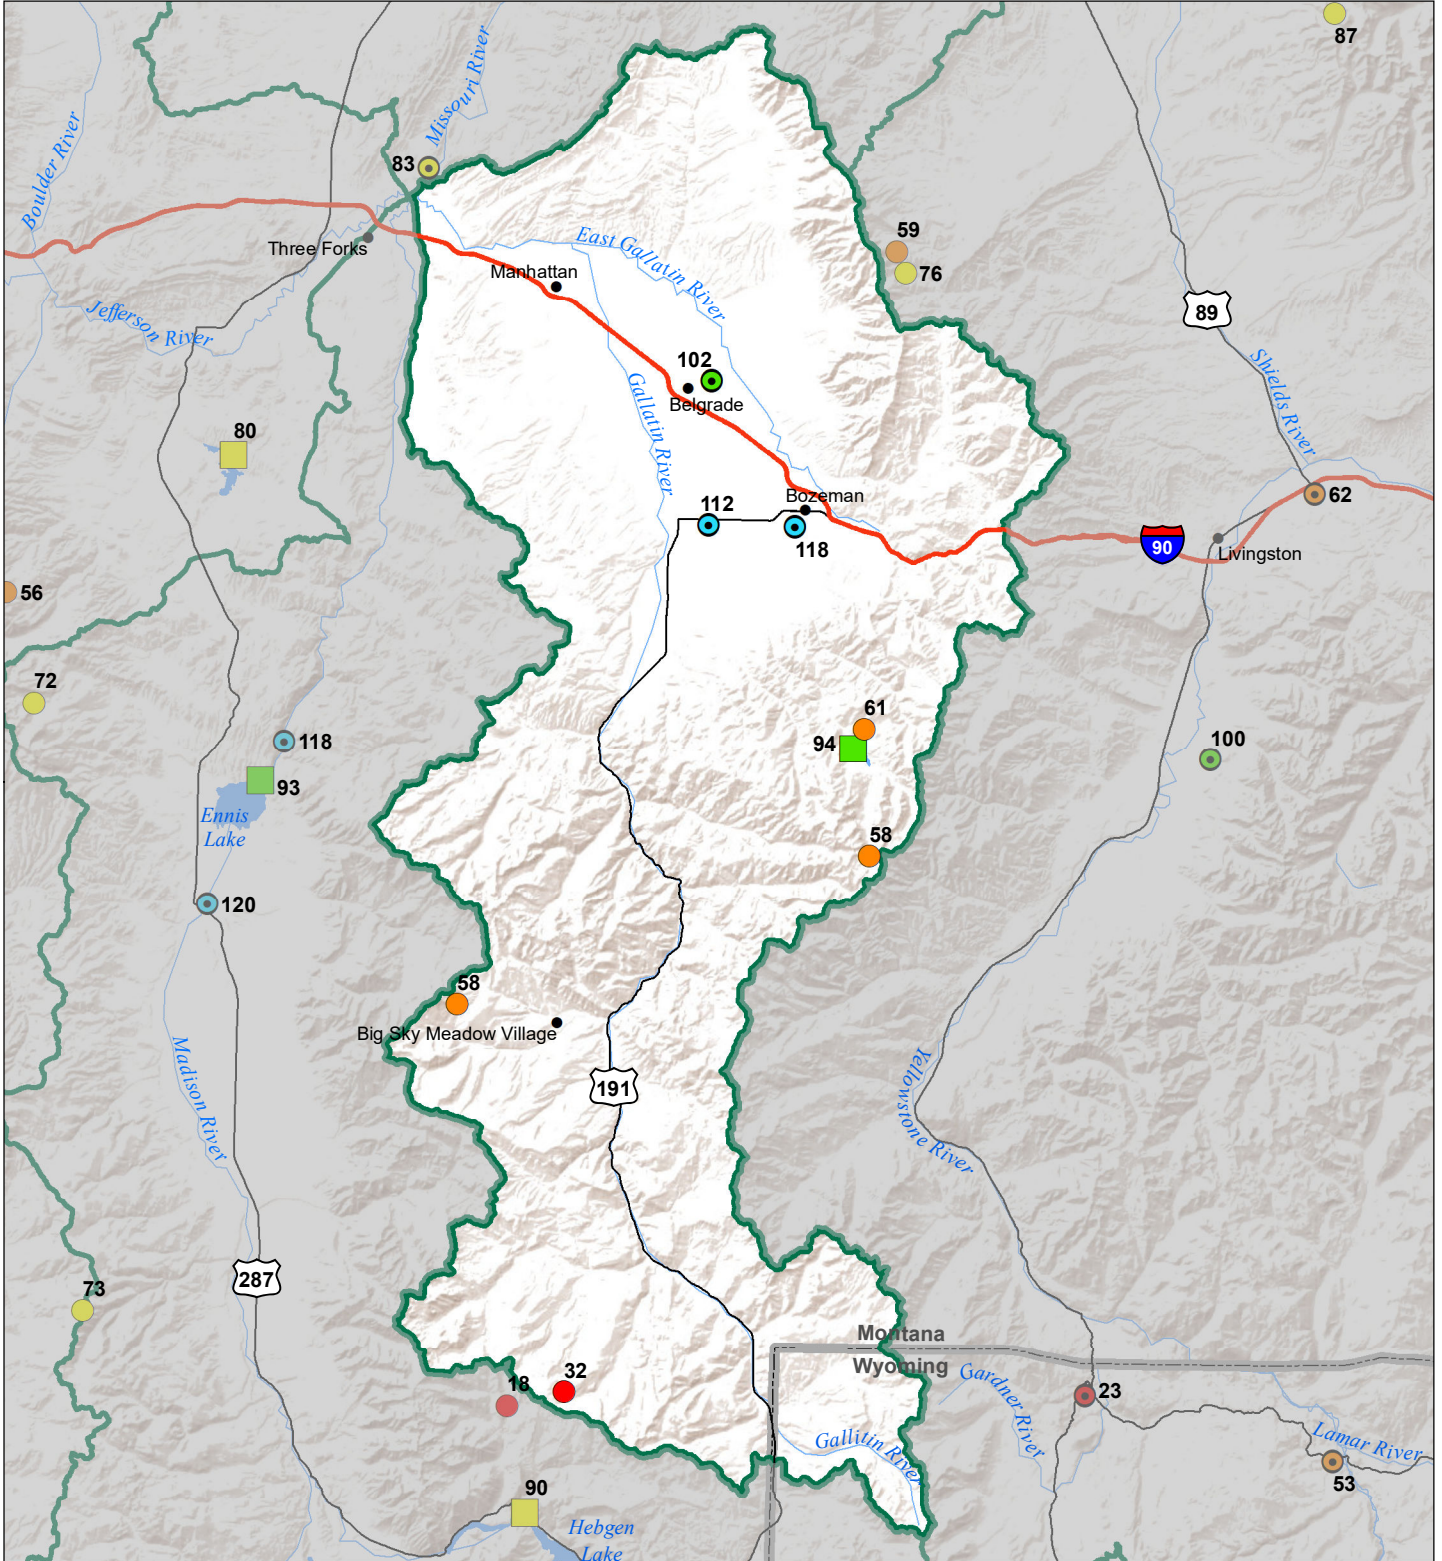 87
Missouri River
Boulder River
83
59
76
Three Forks
East Gallatin River
Manhattan
89
Jefferson River
Shields River
102
Belgrade
Gallatin River
80
Bozeman
62
112
118
90
Livingston
56
72
61
94
118
100
93
Ennis
Lake
58
120
58
Big Sky Meadow Village
Madison River
191
Yellowstone River
287
73
Montana
Wyoming
32
18
Gardner River
23
Gallitin River
Lamar River
53
90
Hebgen
Lake